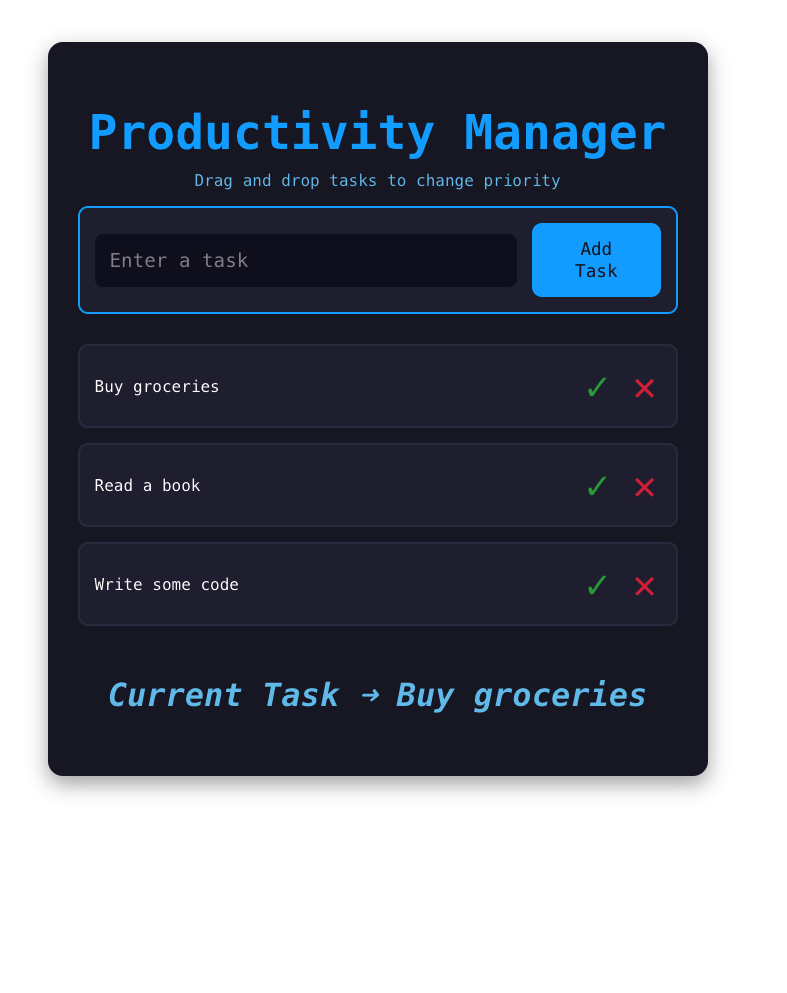 Productivity Manager
Drag and drop tasks to change priority
Enter a task
Add
Task
Buy groceries ✓ ✕
Read a book ✓ ✕
Write some code ✓ ✕
Current Task ➜ Buy groceries